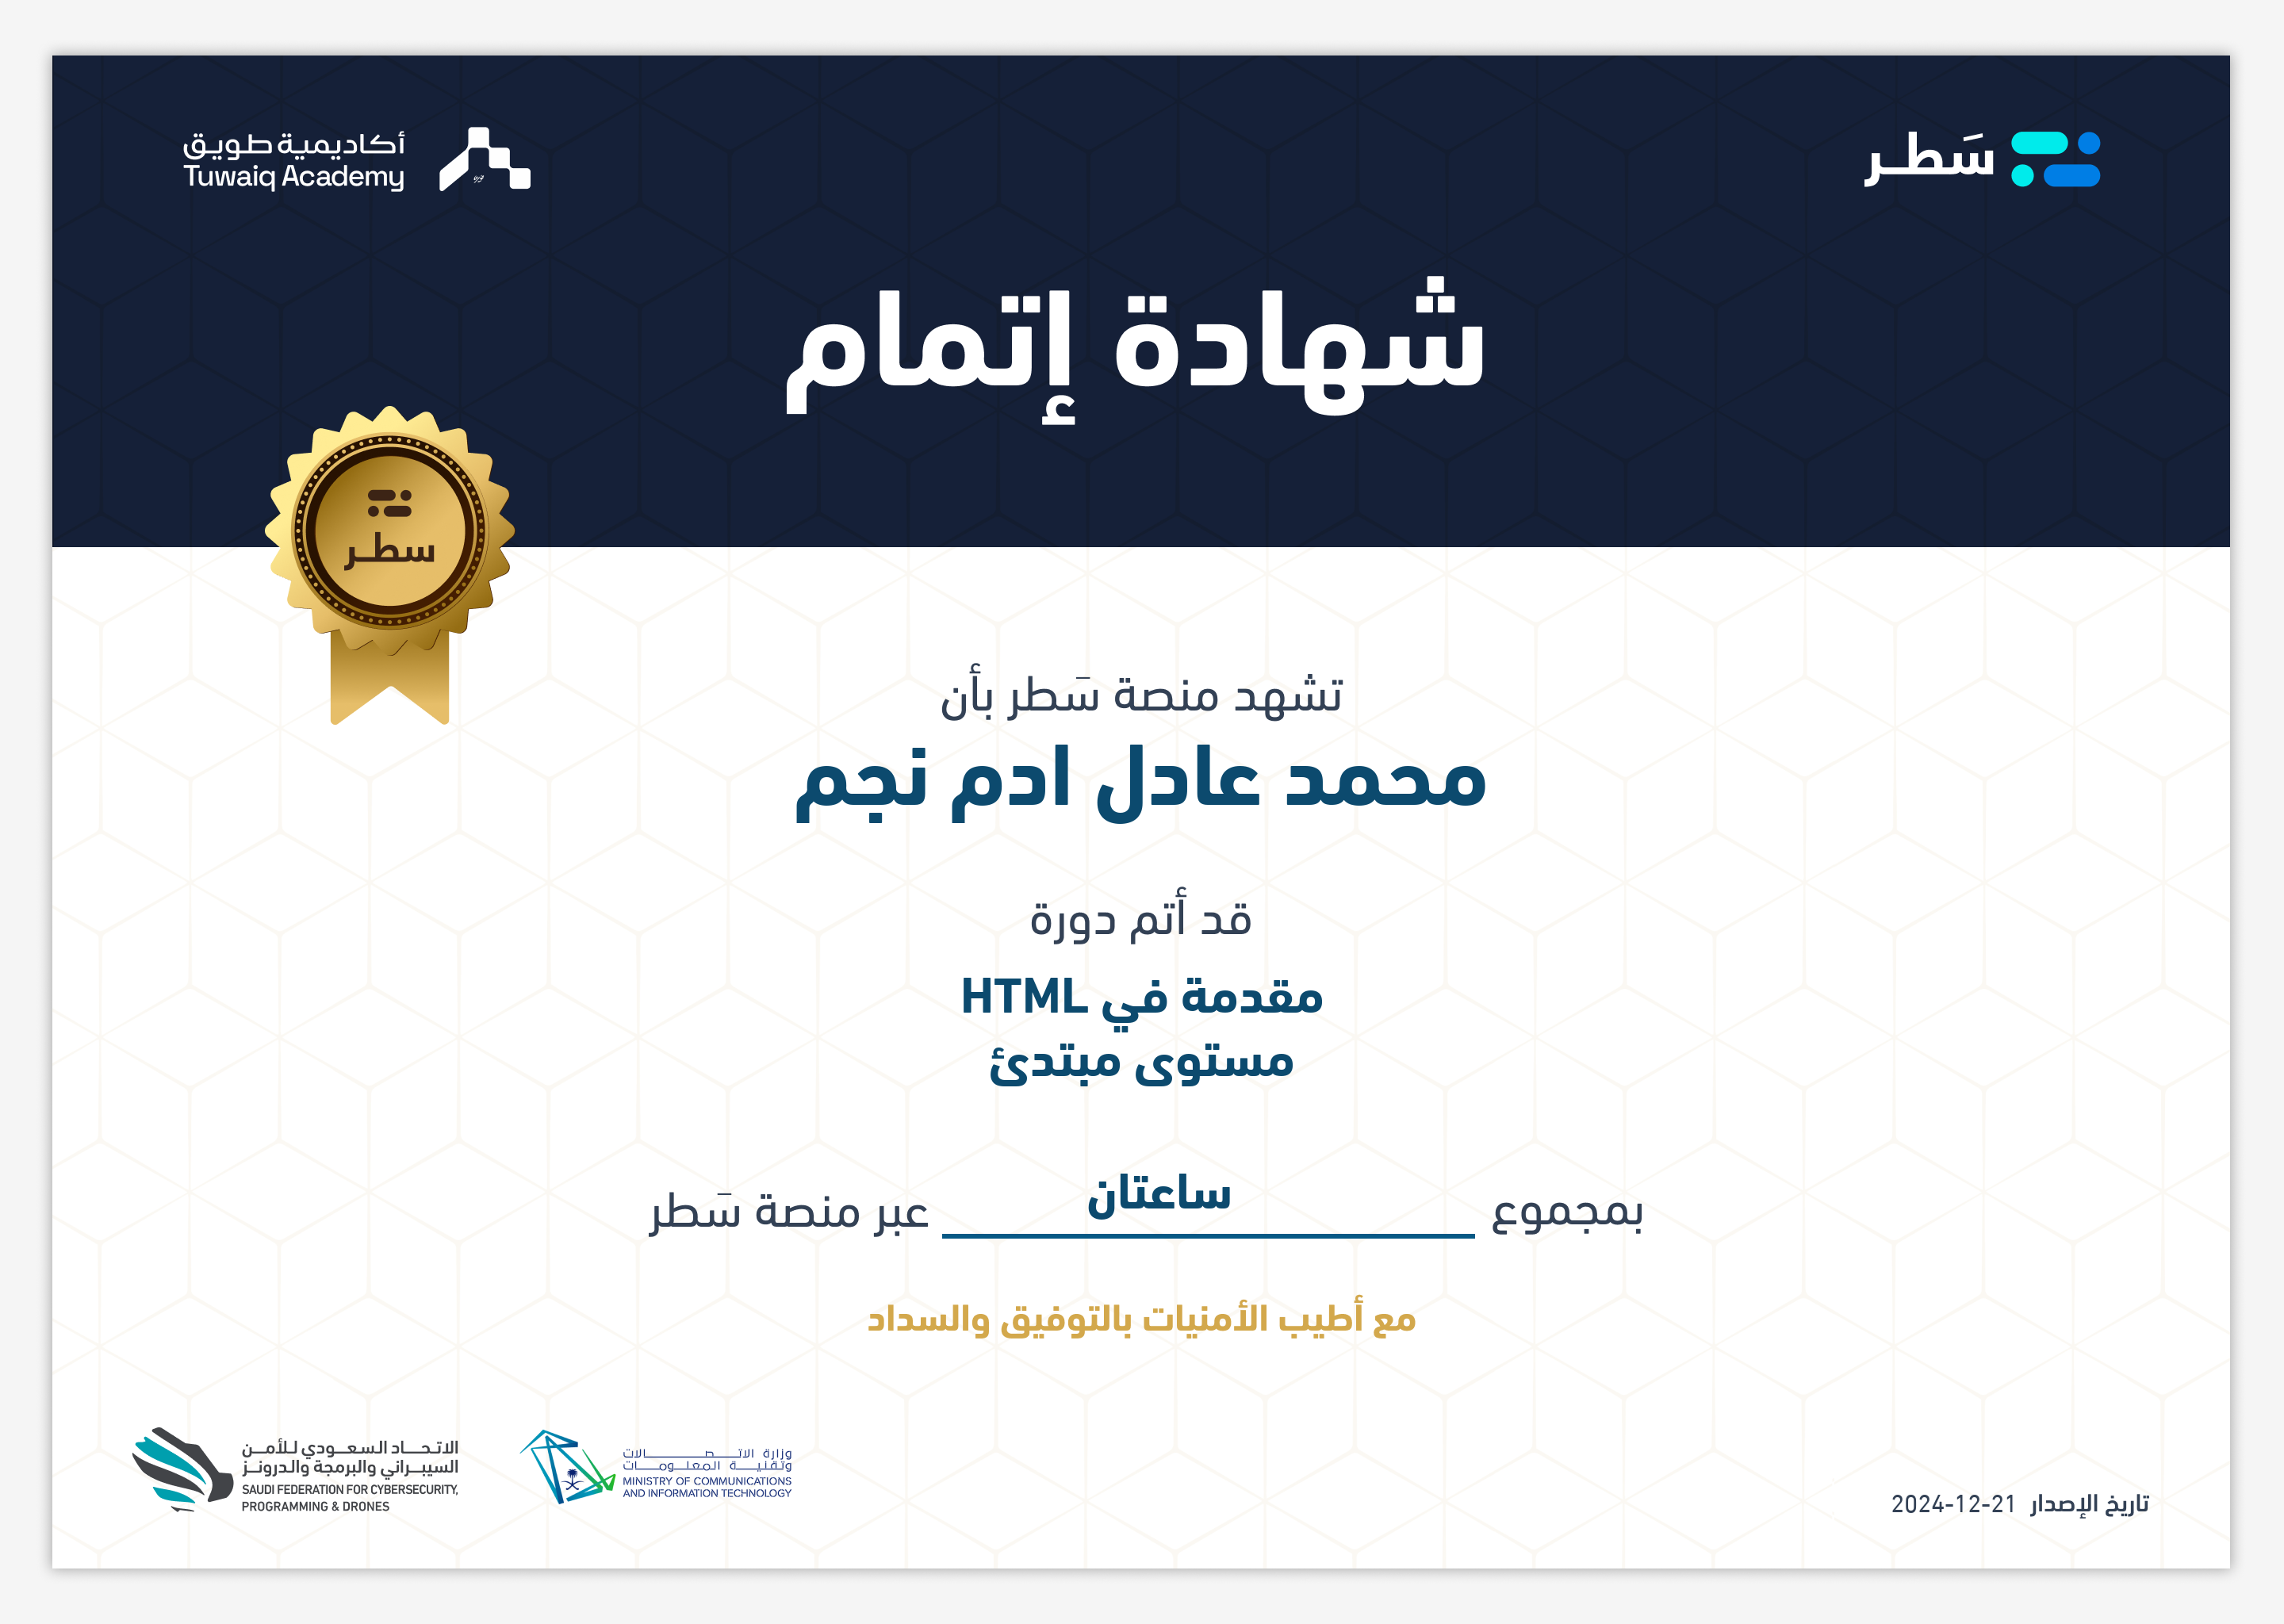 سَطر
أكاديمية طويق
Tuwaiq Academy
شهادة إتمام
سطر
تشهد منصة سَطر بأن
محمد عادل ادم نجم
قد أتم دورة
مقدمة في HTML
مستوى مبتدئ
بمجموع ساعتان عبر منصة سَطر
مع أطيب الأمنيات بالتوفيق والسداد
تاريخ الإصدار 2024-12-21
وزارة الاتصالات
وتقنية المعلومات
MINISTRY OF COMMUNICATIONS
AND INFORMATION TECHNOLOGY
الاتحاد السعودي للأمن
السيبراني والبرمجة والدرونز
SAUDI FEDERATION FOR CYBERSECURITY,
PROGRAMMING & DRONES